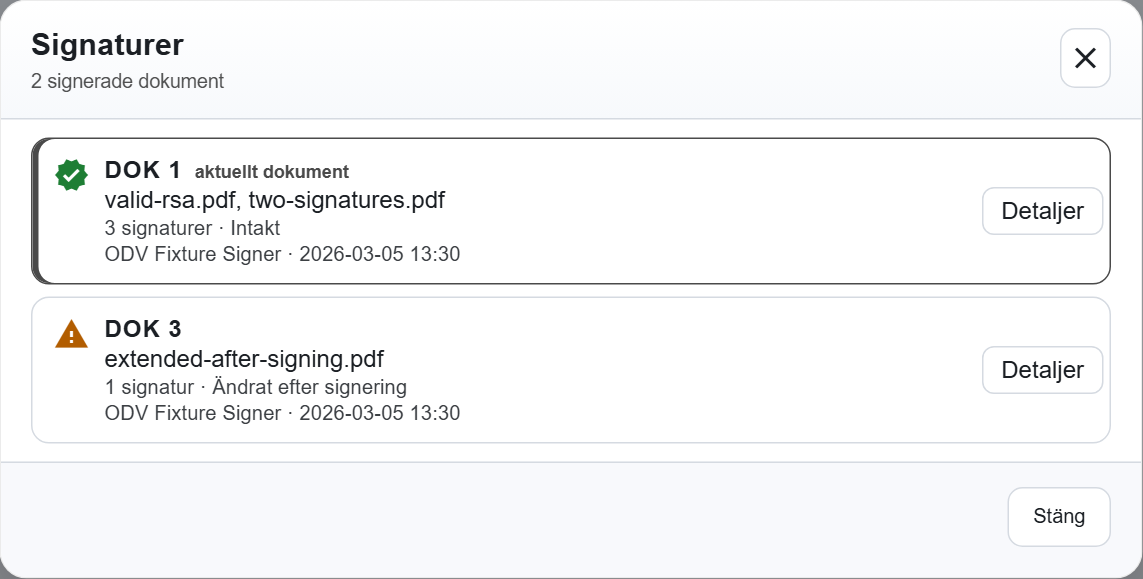 Signaturer
2 signerade dokument
DOK 1 aktuellt dokument
valid-rsa.pdf, two-signatures.pdf
3 signaturer · Intakt
ODV Fixture Signer · 2026-03-05 13:30
Detaljer
DOK 3
extended-after-signing.pdf
1 signatur · Ändrat efter signering
ODV Fixture Signer · 2026-03-05 13:30
Detaljer
Stäng